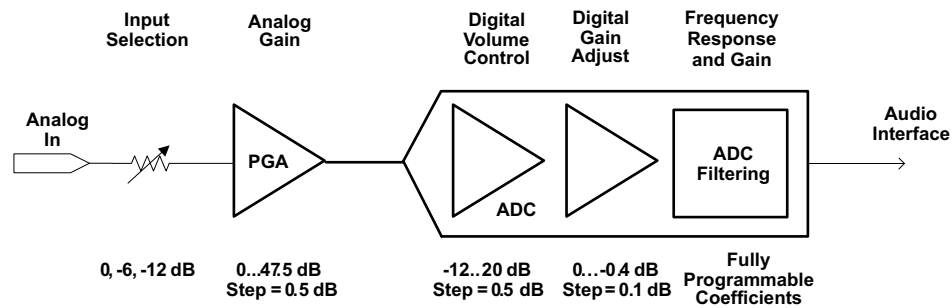 Input
Selection
Analog
Gain
Digital
Volume
Control
Digital
Gain
Adjust
Frequency
Response
and Gain
Analog
In
PGA
ADC
ADC
Filtering
Audio
Interface
0, -6, -12 dB
0...47.5 dB
Step = 0.5 dB
-12...20 dB
Step = 0.5 dB
0...-0.4 dB
Step = 0.1 dB
Fully
Programmable
Coefficients